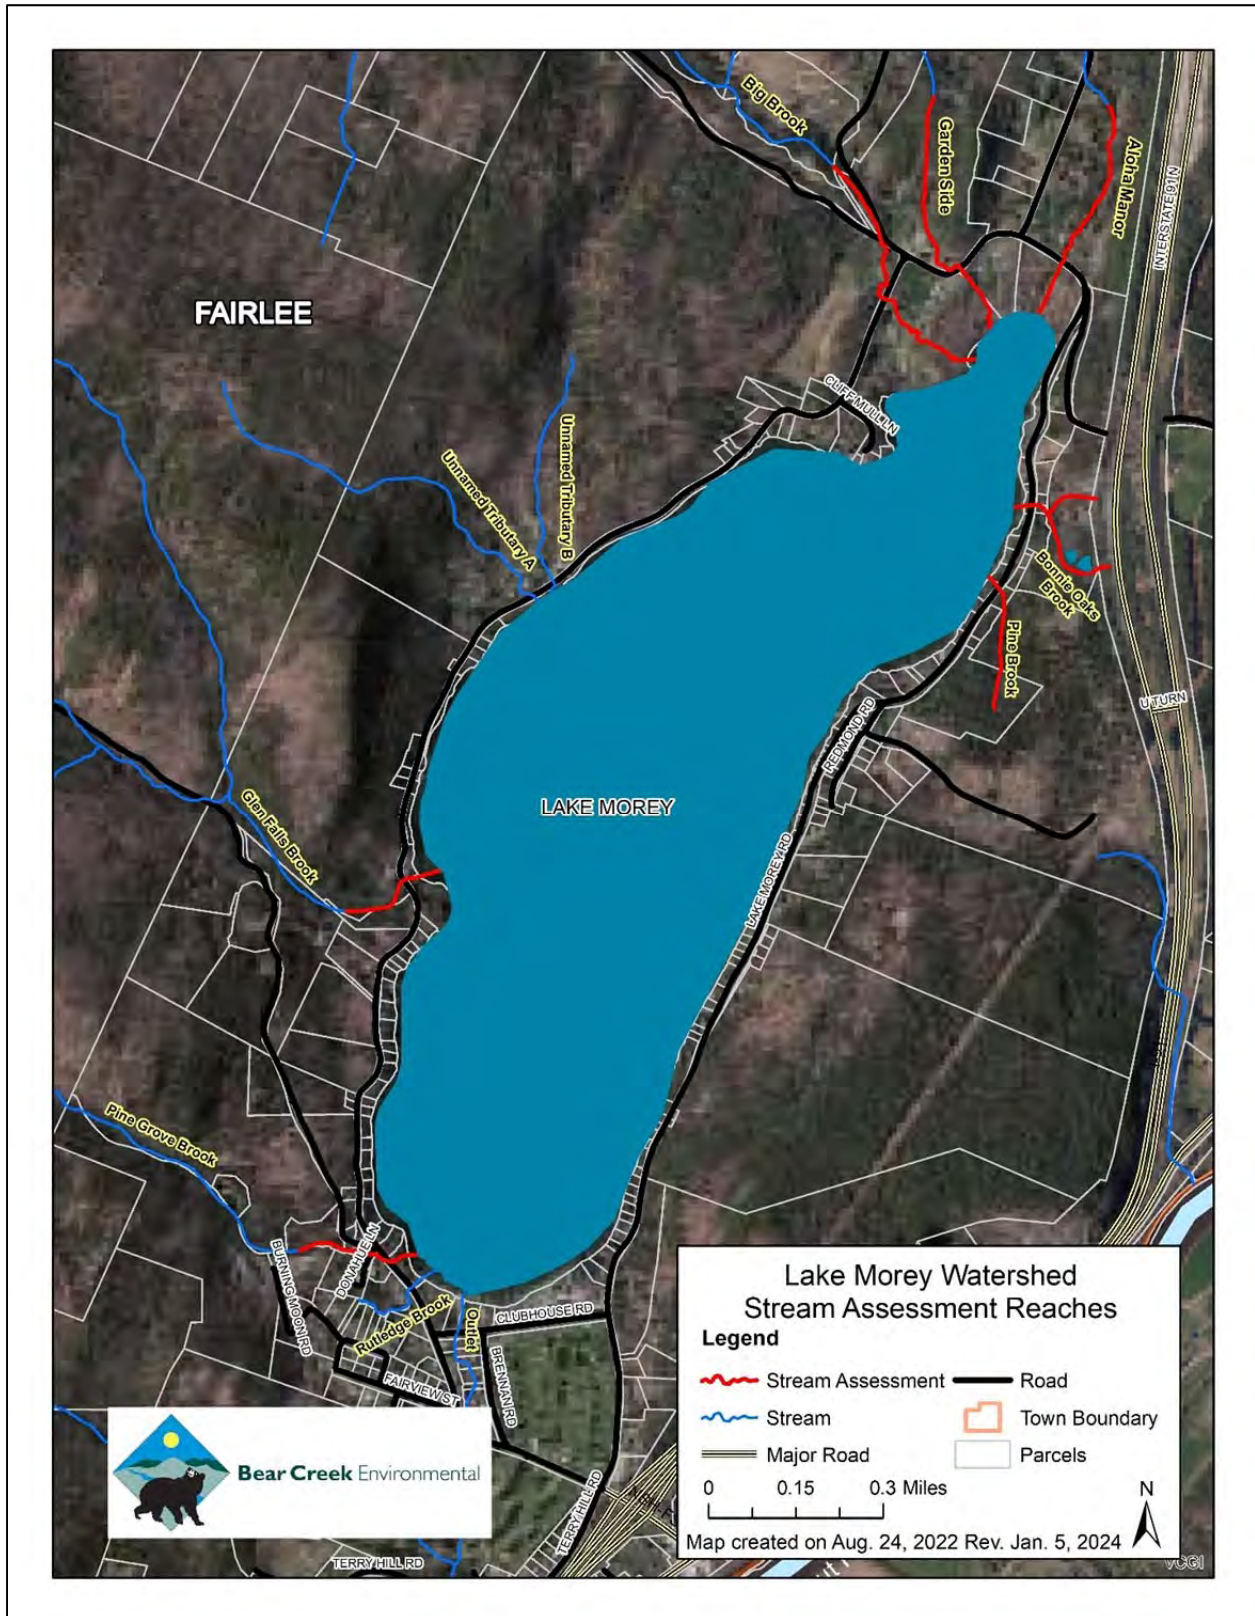 Big Brook
Garden Side
Aloha Manor
INTERSTATE 91 N
FAIRLEE
CLIFF MULL LN
Unnamed Tributary A
Unnamed Tributary B
Bonnie Oaks
Brook
Pine Brook
U TURN
REDMOND RD
LAKE MOREY
Glen Falls Brook
LAKE MOREY RD
Pine Grove Brook
BURNING MOON RD
DONAHUE LN
Rutledge Brook
Outlet
CLUBHOUSE RD
BRENNAN RD
FAIRVIEW ST
TERRY HILL RD
TERRY HILL RD
Bear Creek Environmental
Lake Morey Watershed
Stream Assessment Reaches
Legend
Stream Assessment Road
Stream Town Boundary
Major Road Parcels
0 0.15 0.3 Miles
N
Map created on Aug. 24, 2022 Rev. Jan. 5, 2024
VCGI